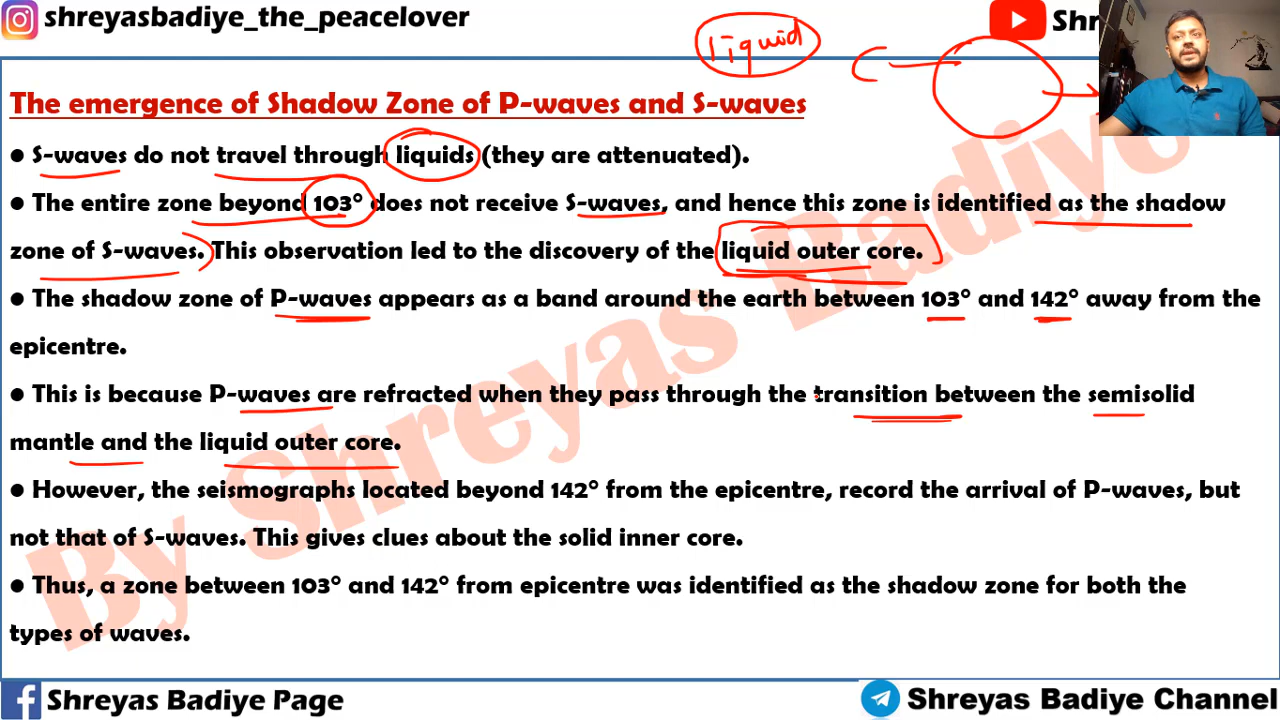 shreyasbadiye_the_peacelover
Shr
liquid
The emergence of Shadow Zone of P-waves and S-waves
● S-waves do not travel through liquids (they are attenuated).
● The entire zone beyond 103° does not receive S-waves, and hence this zone is identified as the shadow
zone of S-waves. This observation led to the discovery of the liquid outer core.
● The shadow zone of P-waves appears as a band around the earth between 103° and 142° away from the
epicentre.
● This is because P-waves are refracted when they pass through the transition between the semisolid
mantle and the liquid outer core.
● However, the seismographs located beyond 142° from the epicentre, record the arrival of P-waves, but
not that of S-waves. This gives clues about the solid inner core.
● Thus, a zone between 103° and 142° from epicentre was identified as the shadow zone for both the
types of waves.
By Shreyas Badiye
Shreyas Badiye Page
Shreyas Badiye Channel